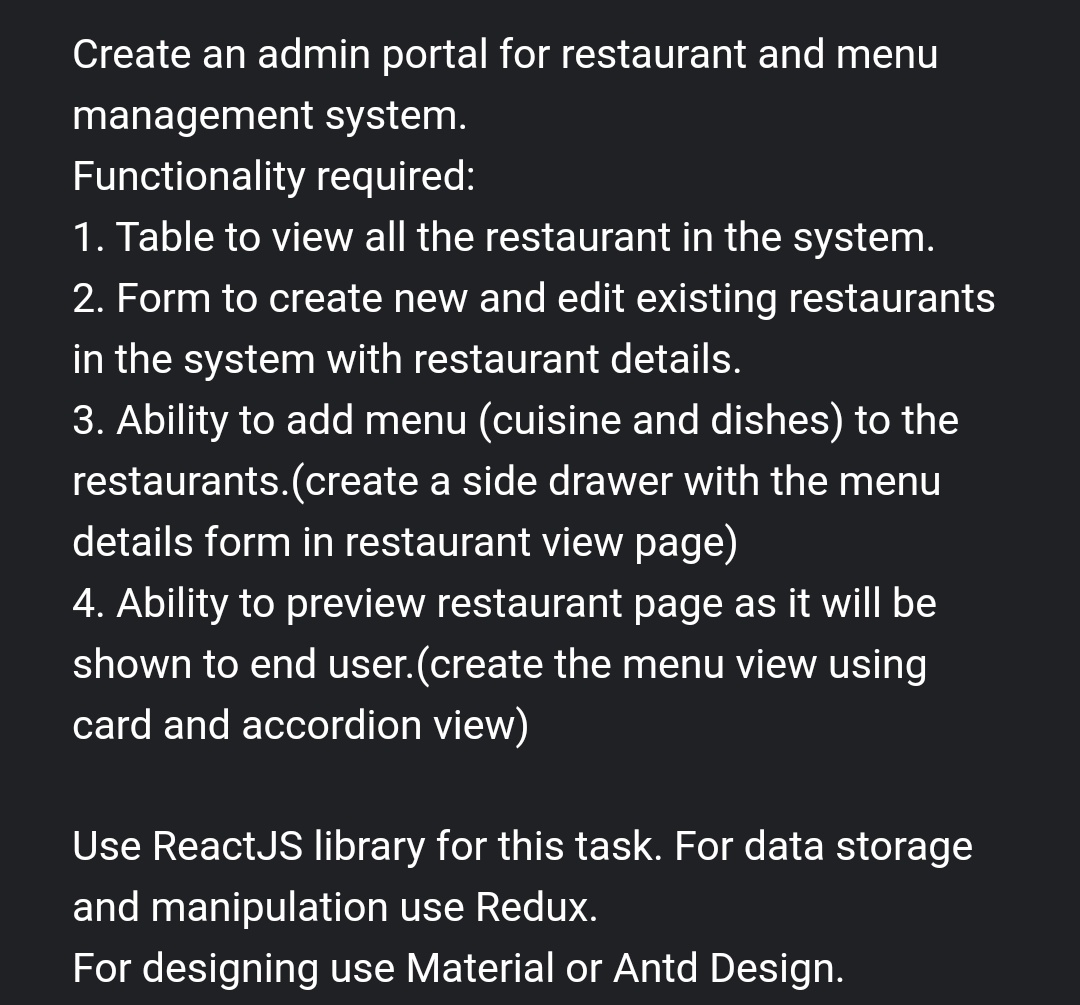 Create an admin portal for restaurant and menu
management system.
Functionality required:
1. Table to view all the restaurant in the system.
2. Form to create new and edit existing restaurants
in the system with restaurant details.
3. Ability to add menu (cuisine and dishes) to the
restaurants.(create a side drawer with the menu
details form in restaurant view page)
4. Ability to preview restaurant page as it will be
shown to end user.(create the menu view using
card and accordion view)
Use ReactJS library for this task. For data storage
and manipulation use Redux.
For designing use Material or Antd Design.